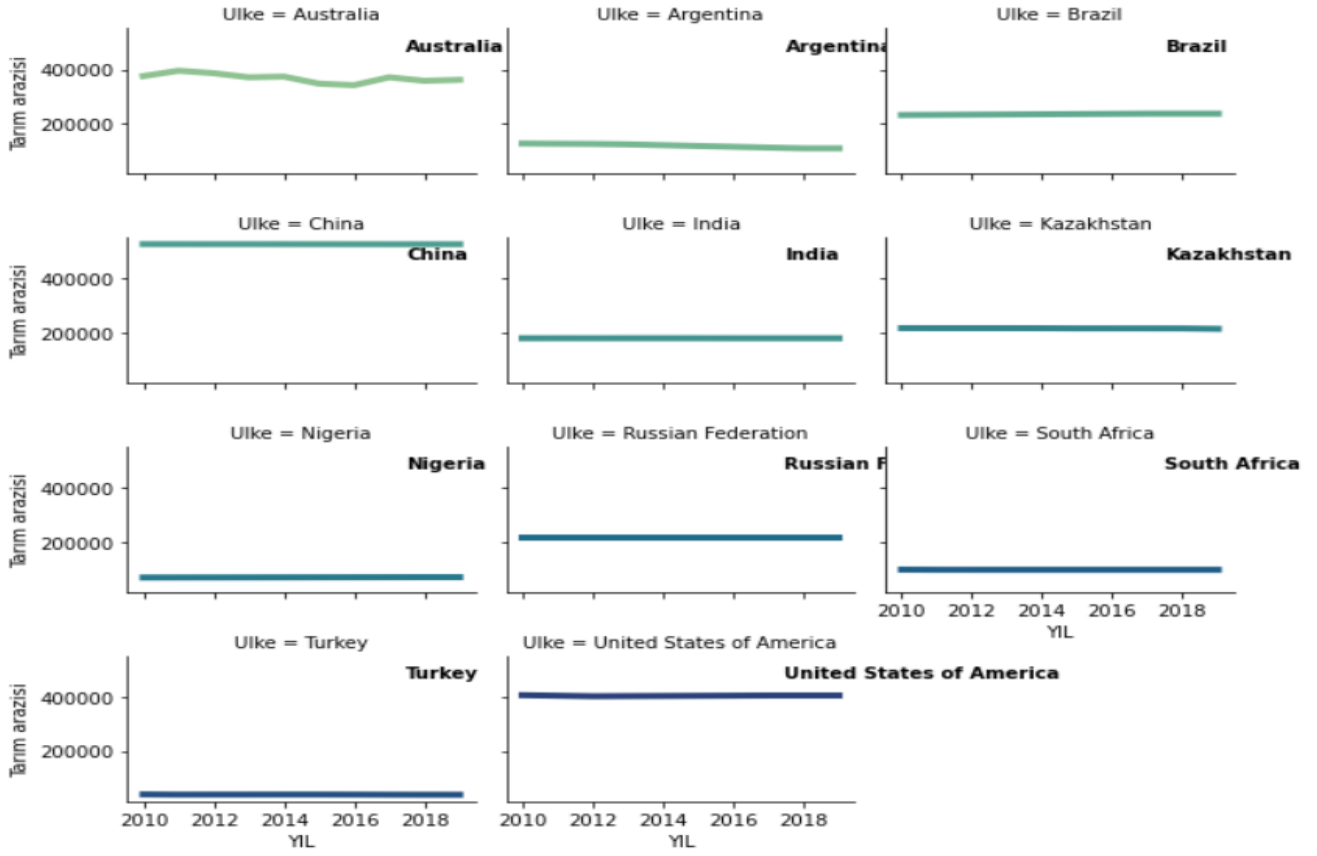 Ulke = Australia
Ulke = Argentina
Ulke = Brazil
Australia
Argentina
Brazil
Tarım arazisi
400000
200000
Ulke = China
Ulke = India
Ulke = Kazakhstan
China
India
Kazakhstan
Tarım arazisi
400000
200000
Ulke = Nigeria
Ulke = Russian Federation
Ulke = South Africa
Nigeria
Russian F
South Africa
Tarım arazisi
400000
200000
2010 2012 2014 2016 2018
YIL
Ulke = Turkey
Ulke = United States of America
Turkey
United States of America
Tarım arazisi
400000
200000
2010 2012 2014 2016 2018
YIL
2010 2012 2014 2016 2018
YIL